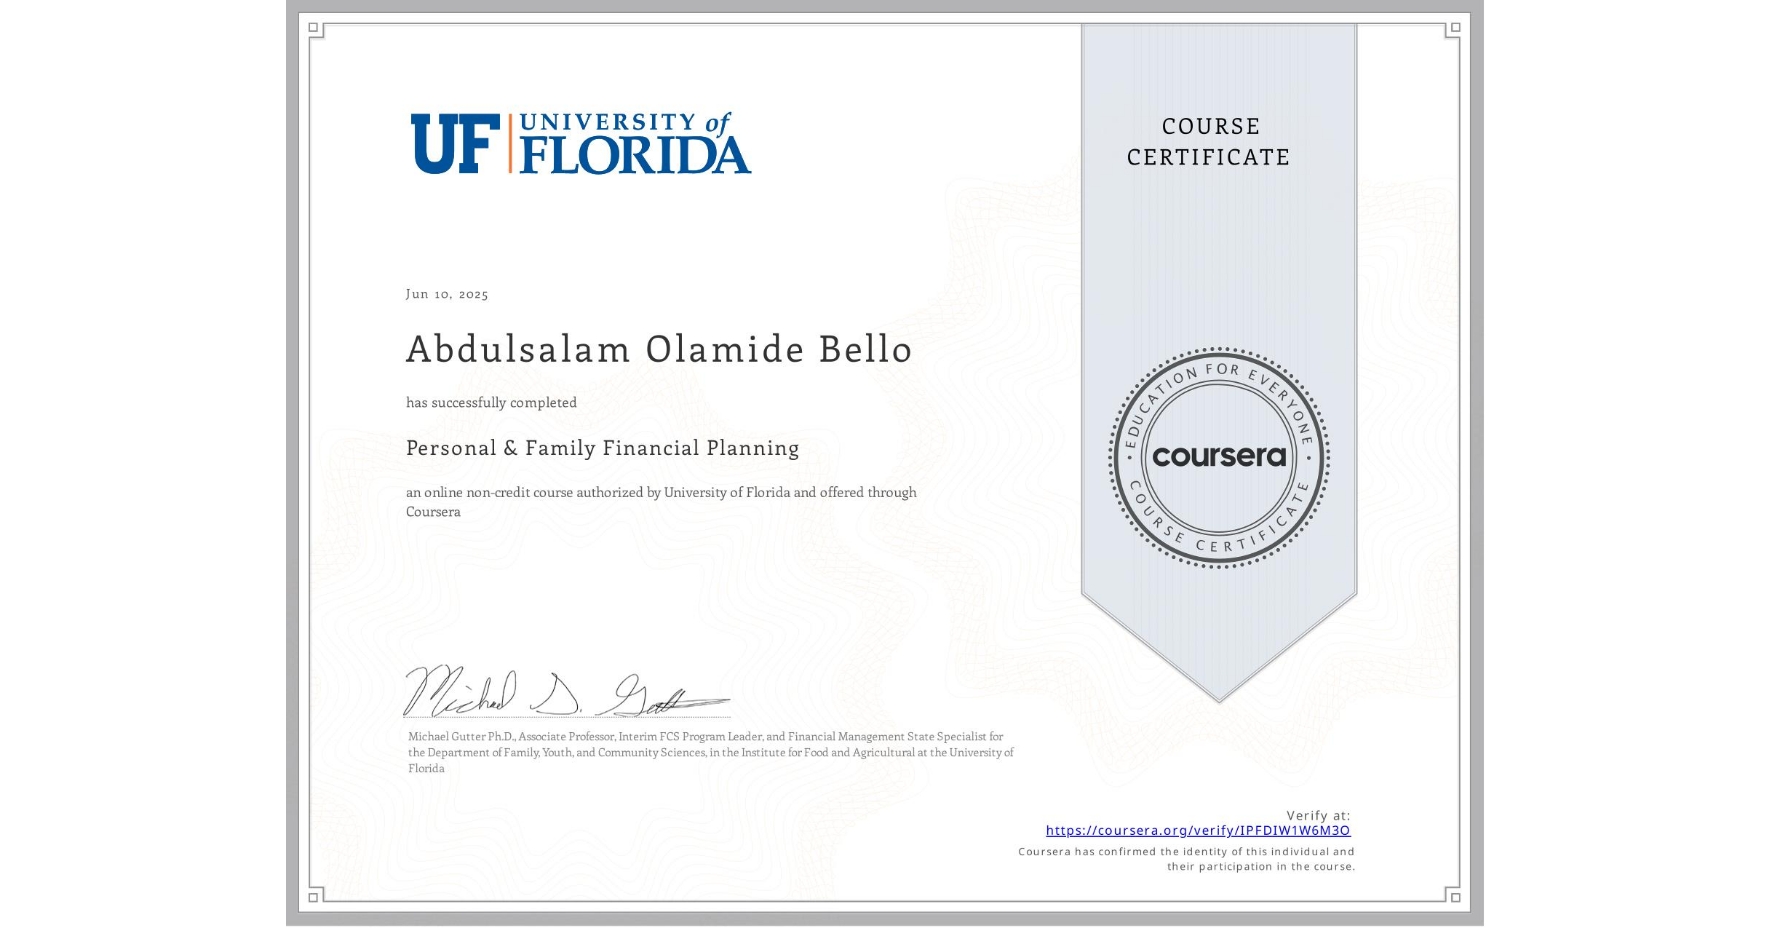 UF UNIVERSITY of
FLORIDA
COURSE
CERTIFICATE
Jun 10, 2025
Abdulsalam Olamide Bello
has successfully completed
Personal & Family Financial Planning
an online non-credit course authorized by University of Florida and offered through
Coursera
EDUCATION FOR EVERYONE
coursera
COURSE CERTIFICATE
Michael S. Gutter
Michael Gutter Ph.D., Associate Professor, Interim FCS Program Leader, and Financial Management State Specialist for
the Department of Family, Youth, and Community Sciences, in the Institute for Food and Agricultural at the University of
Florida
Verify at:
https://coursera.org/verify/IPFDIW1W6M3O
Coursera has confirmed the identity of this individual and
their participation in the course.